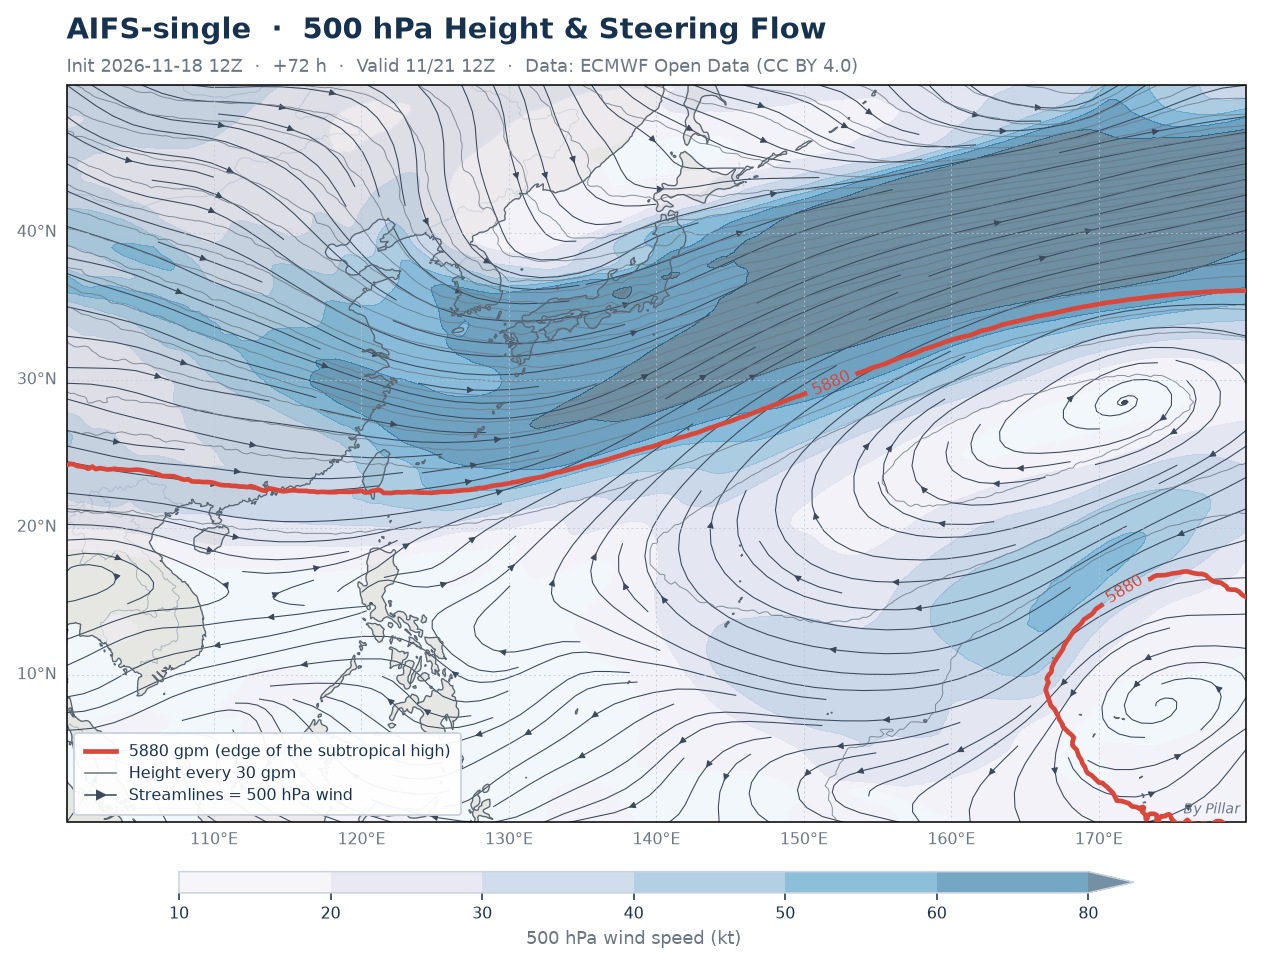 AIFS-single · 500 hPa Height & Steering Flow
Init 2026-11-18 12Z · +72 h · Valid 11/21 12Z · Data: ECMWF Open Data (CC BY 4.0)
40°N
30°N
20°N
10°N
5880
5880
5880 gpm (edge of the subtropical high)
Height every 30 gpm
Streamlines = 500 hPa wind
By Pillar
110°E 120°E 130°E 140°E 150°E 160°E 170°E
10 20 30 40 50 60 80
500 hPa wind speed (kt)